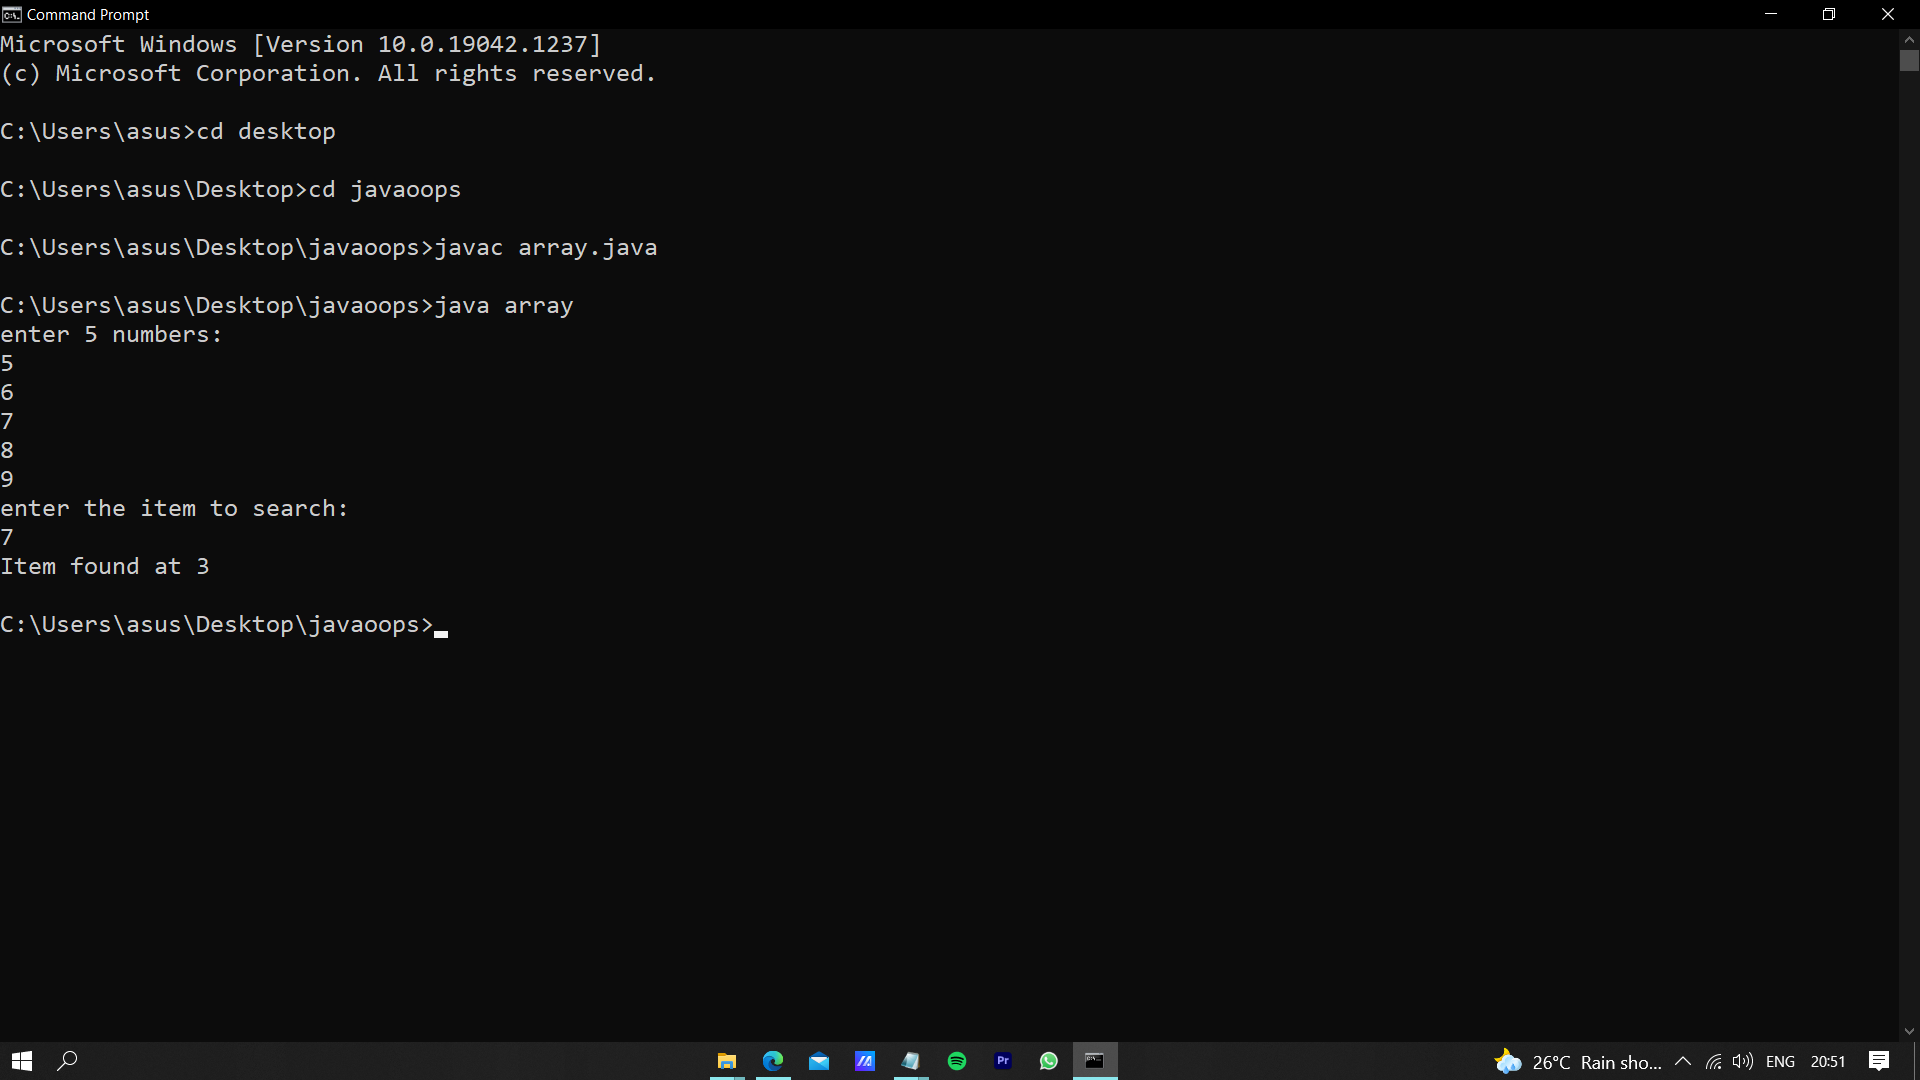 Command Prompt
Microsoft Windows [Version 10.0.19042.1237]
(c) Microsoft Corporation. All rights reserved.
C:\Users\asus>cd desktop
C:\Users\asus\Desktop>cd javaoops
C:\Users\asus\Desktop\javaoops>javac array.java
C:\Users\asus\Desktop\javaoops>java array
enter 5 numbers:
5
6
7
8
9
enter the item to search:
7
Item found at 3
C:\Users\asus\Desktop\javaoops>
Pr
26°C Rain sho... ENG 20:51